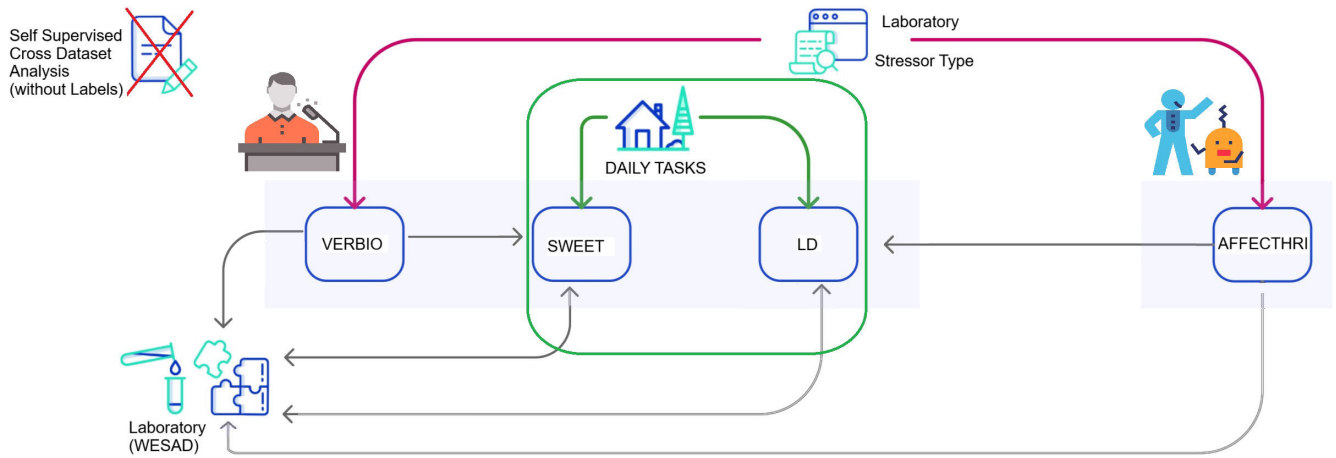 Self Supervised
Cross Dataset
Analysis
(without Labels)
Laboratory
Stressor Type
DAILY TASKS
VERBIO
SWEET
LD
AFFECTHRI
Laboratory
(WESAD)